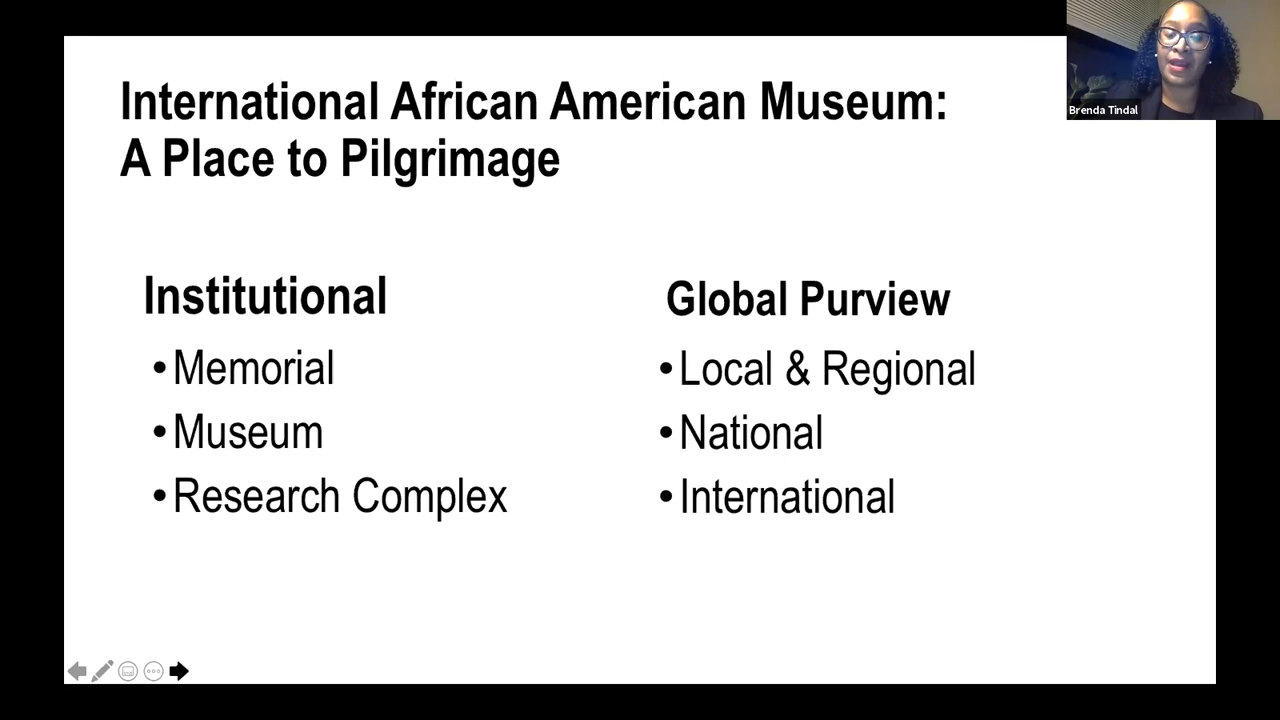 International African American Museum:
A Place to Pilgrimage
Institutional
• Memorial
• Museum
• Research Complex
Global Purview
• Local & Regional
• National
• International
Brenda Tindal